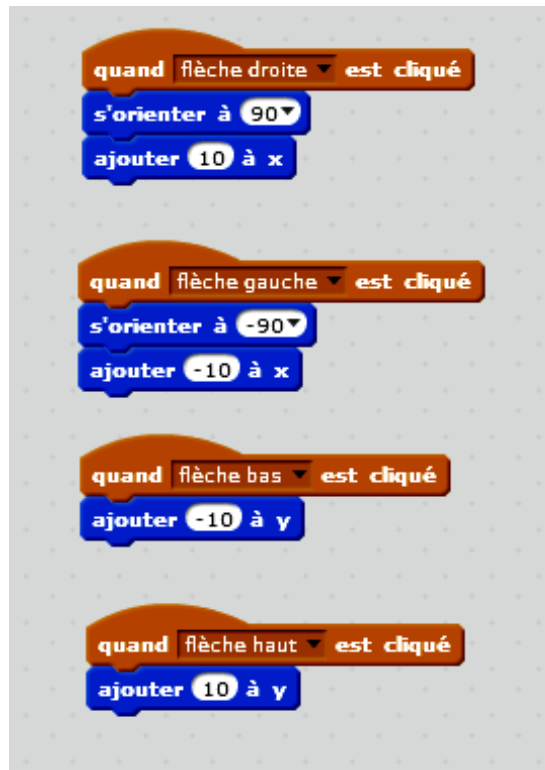 quand flèche droite est cliqué
s'orienter à 90
ajouter 10 à x
quand flèche gauche est cliqué
s'orienter à -90
ajouter -10 à x
quand flèche bas est cliqué
ajouter -10 à y
quand flèche haut est cliqué
ajouter 10 à y